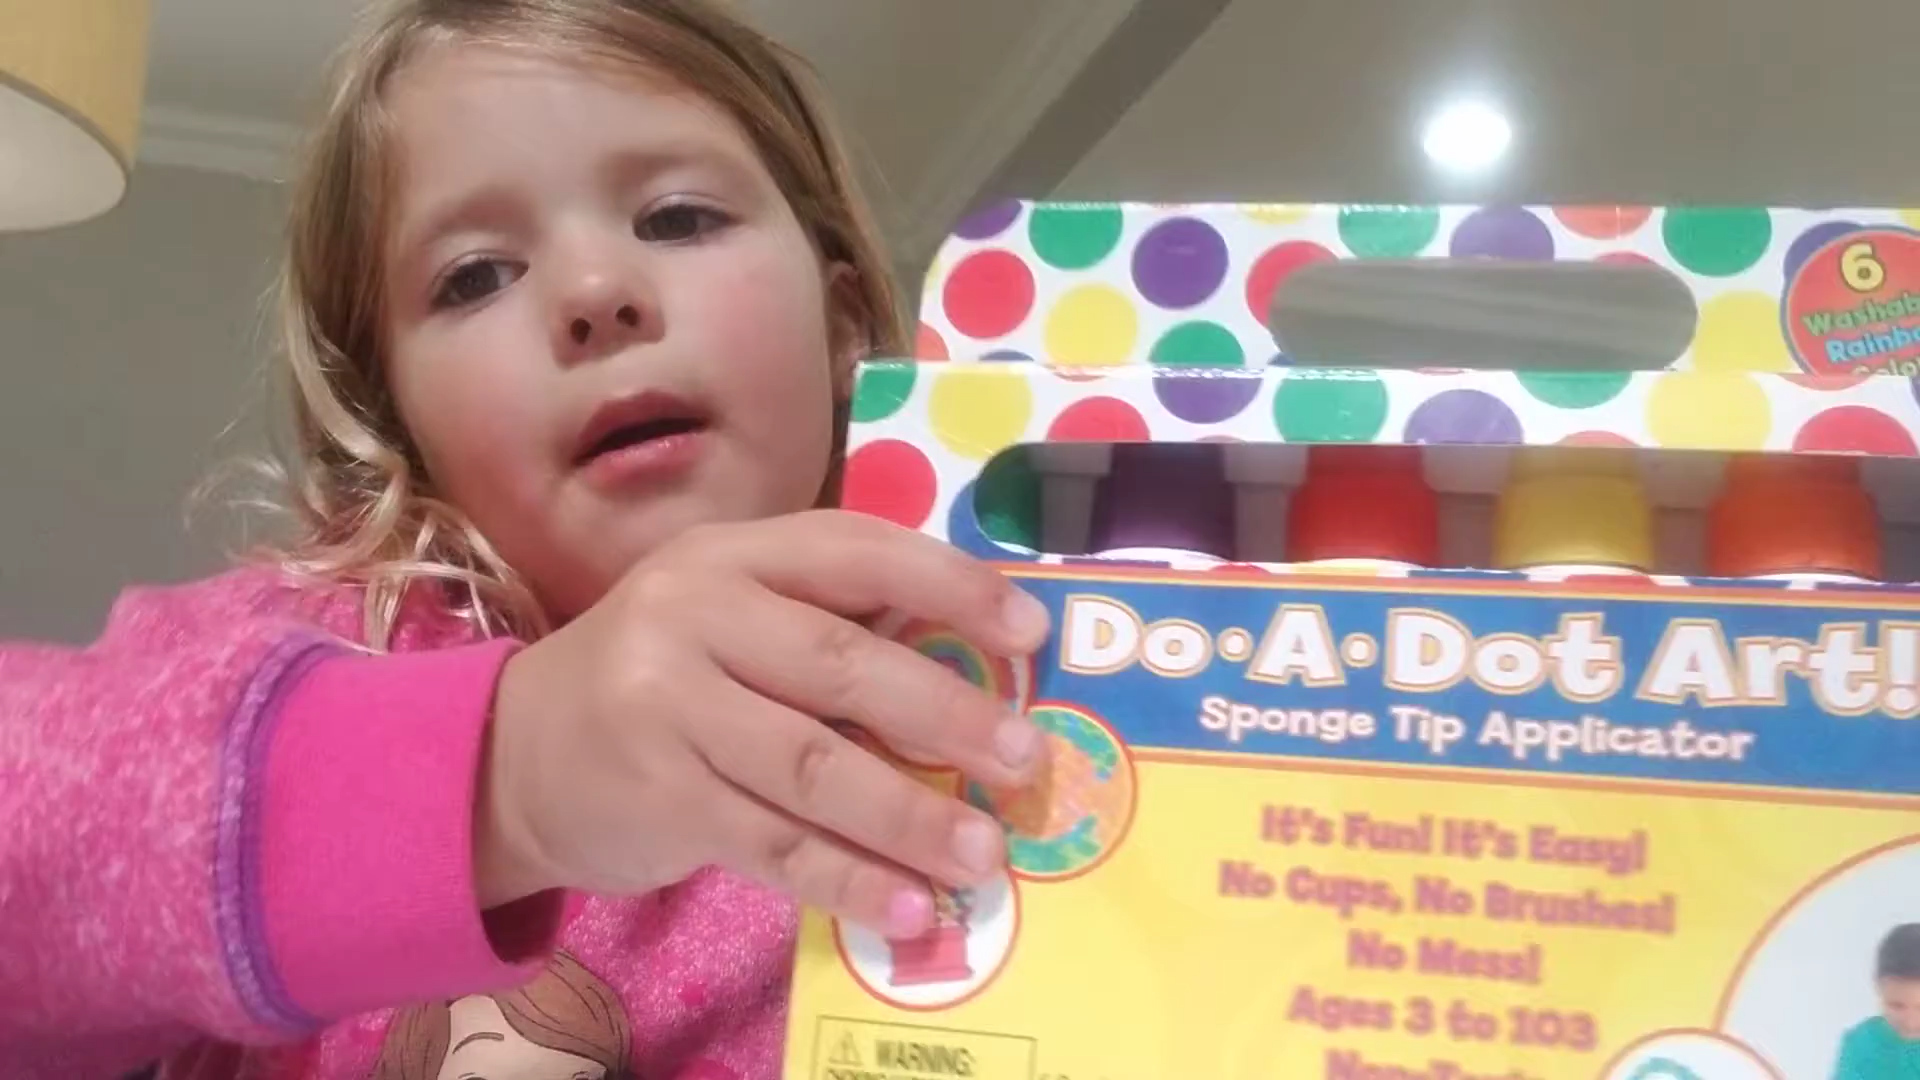 6
Washab
Rainbo
Color
Do•A•Dot Art!
Sponge Tip Applicator
It's Fun! It's Easy!
No Cups, No Brushes!
No Mess!
Ages 3 to 103
WARNING: